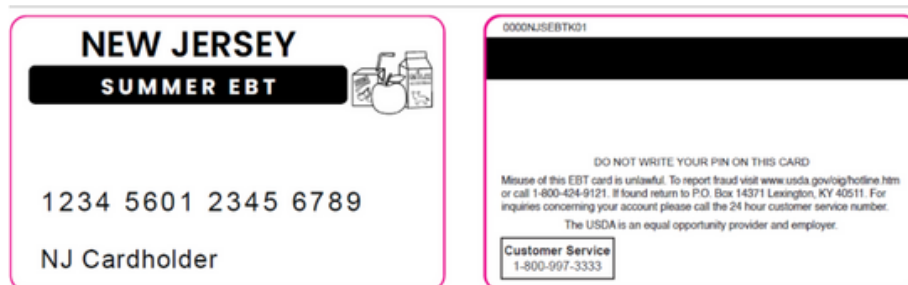 NEW JERSEY
SUMMER EBT
1234 5601 2345 6789
NJ Cardholder
0000NJSEBTK01
DO NOT WRITE YOUR PIN ON THIS CARD
Misuse of this EBT card is unlawful. To report fraud visit www.usda.gov/oig/hotline.htm
or call 1-800-424-9121. If found return to P.O. Box 14371 Lexington, KY 40511. For
inquiries concerning your account please call the 24 hour customer service number.
The USDA is an equal opportunity provider and employer.
Customer Service
1-800-997-3333